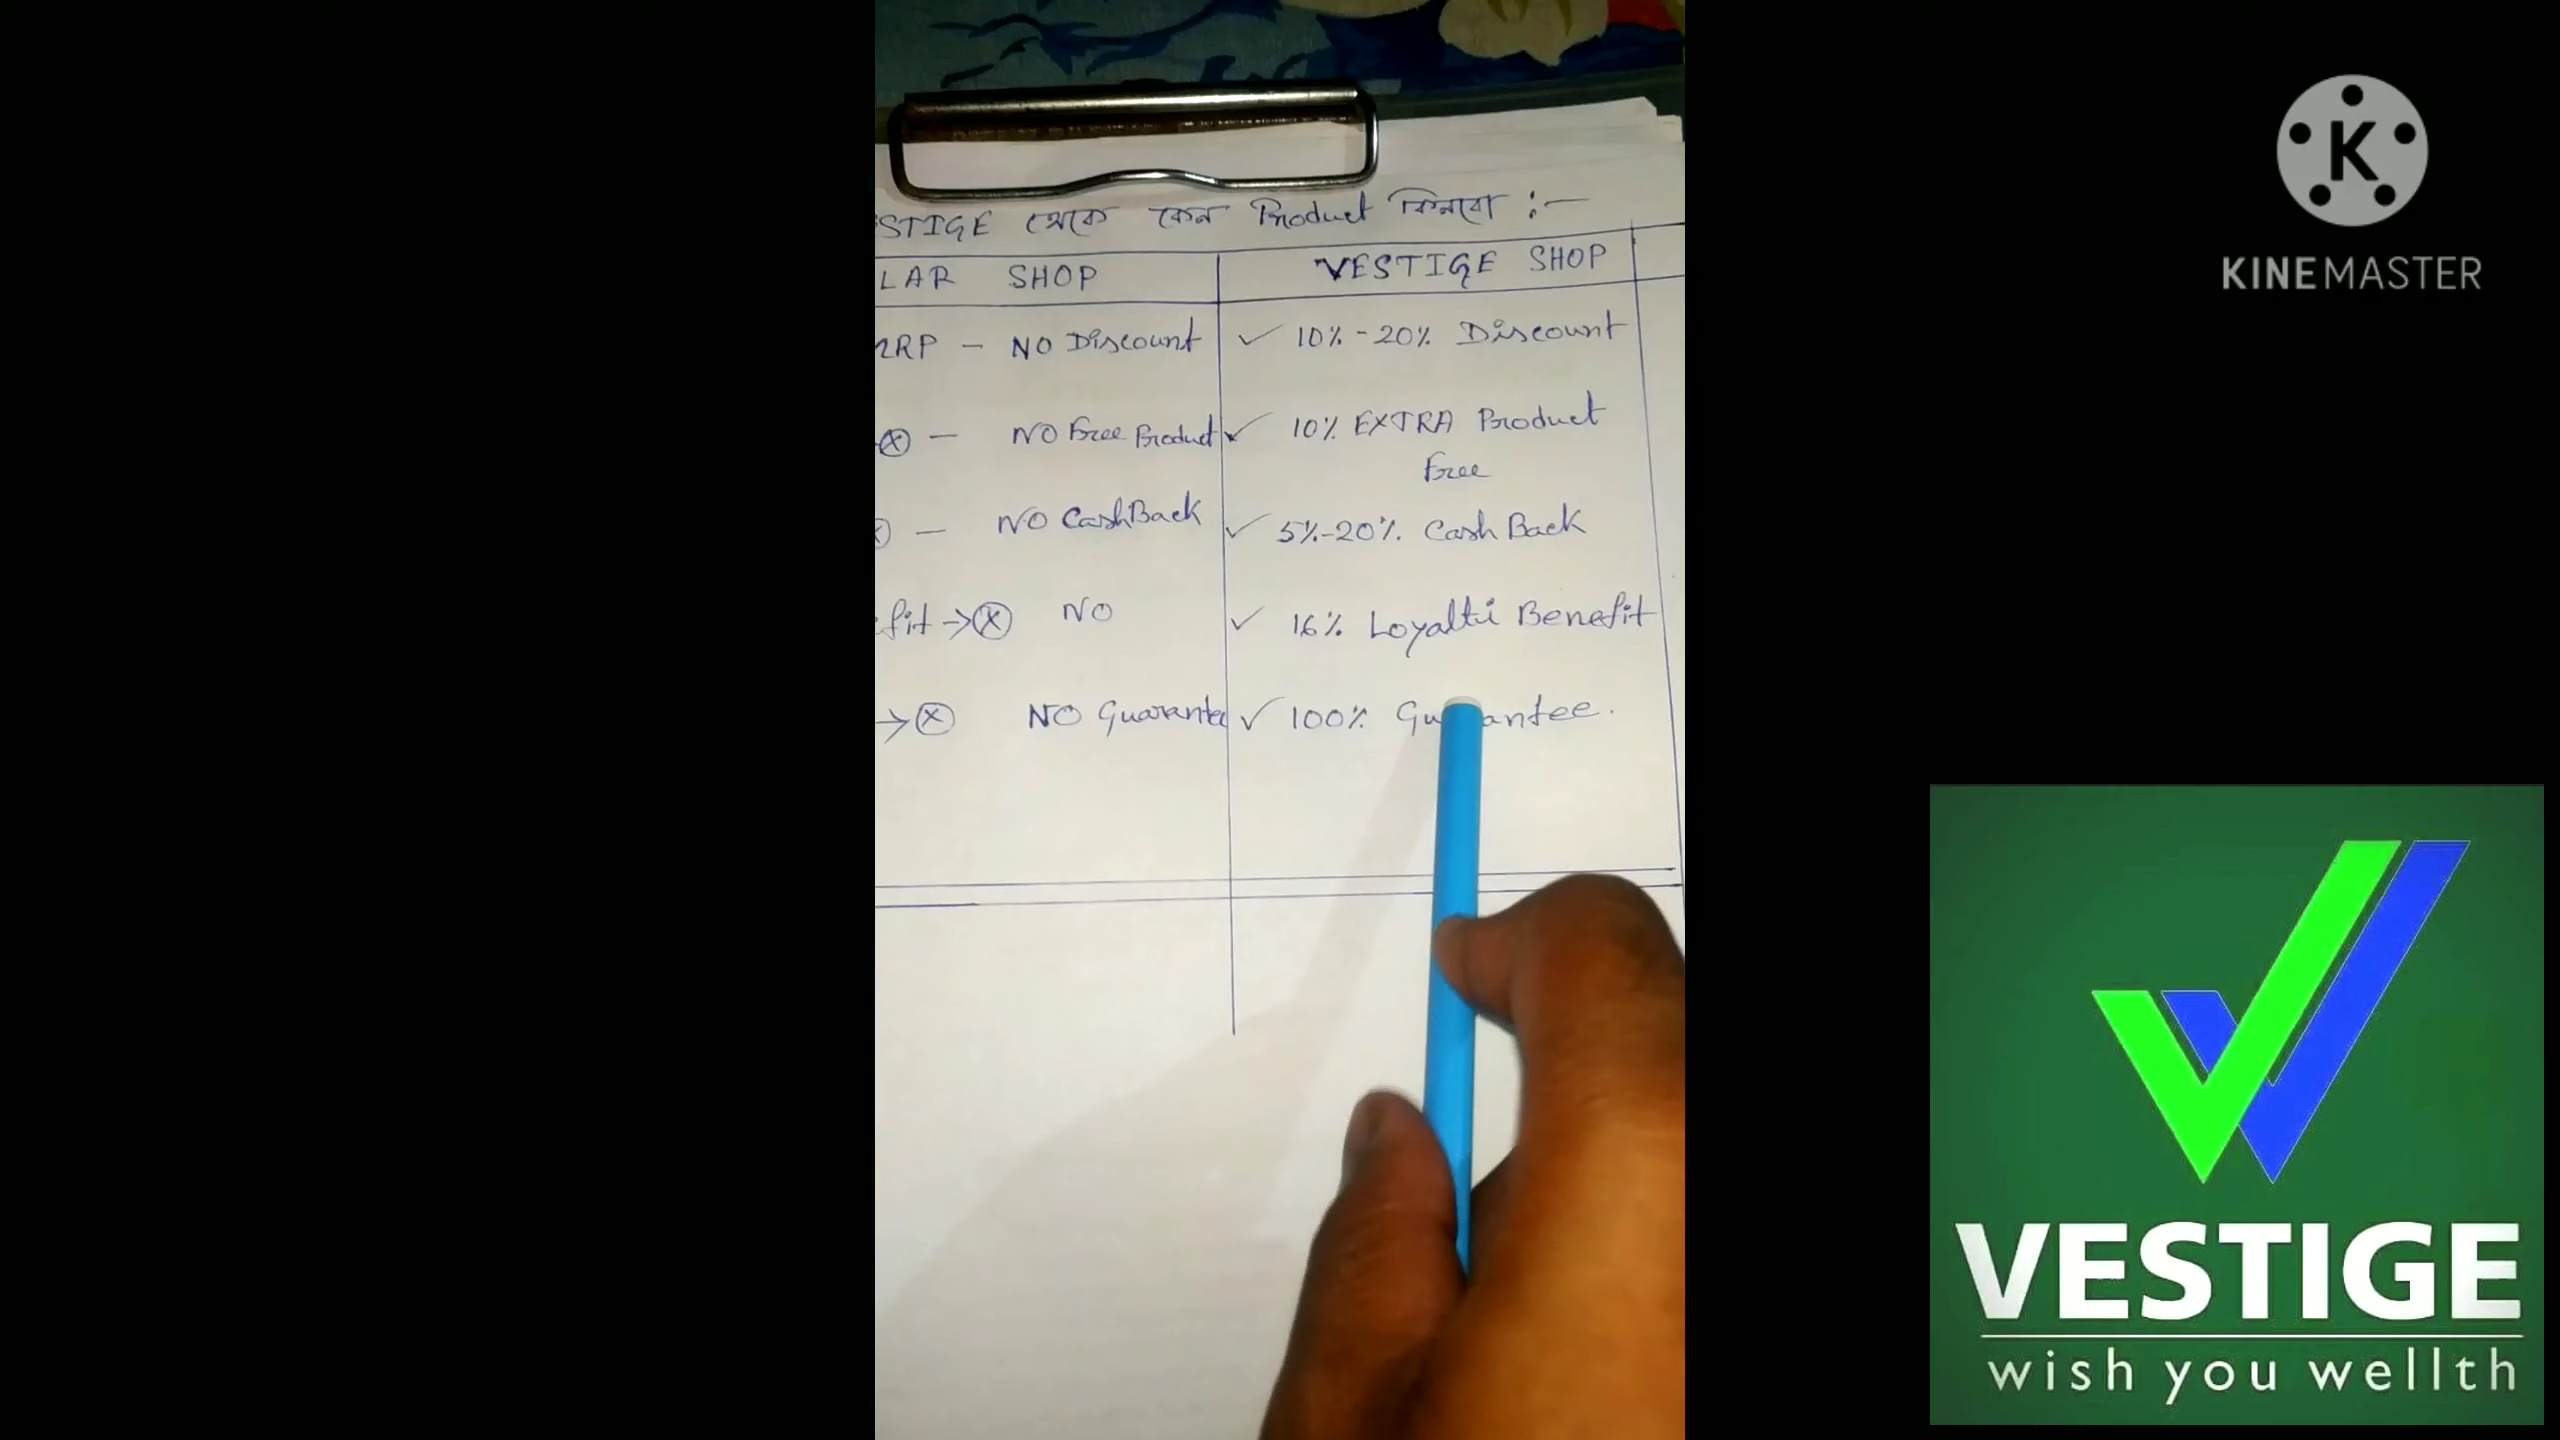 STIGE থেকে কেন Product কিনবো :-
LAR SHOP VESTIGE SHOP
MRP - NO Discount ✓ 10% - 20% Discount
ⓧ - NO Free Product ✓ 10% EXTRA Product
Free
ⓧ - NO CashBack ✓ 5%-20% Cash Back
efit → ⓧ NO ✓ 16% Loyalti Benefit
→ ⓧ NO Guarantee ✓ 100% Guarantee.
K
KINEMASTER
VESTIGE
wish you wellth